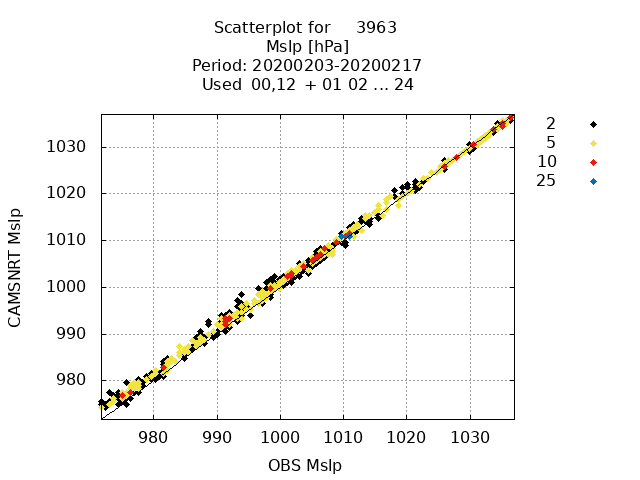 Scatterplot for 3963
Mslp [hPa]
Period: 20200203-20200217
Used 00,12 + 01 02 ... 24
2
5
10
25
1030
1020
1010
1000
990
980
CAMSNRT Mslp
980 990 1000 1010 1020 1030
OBS Mslp